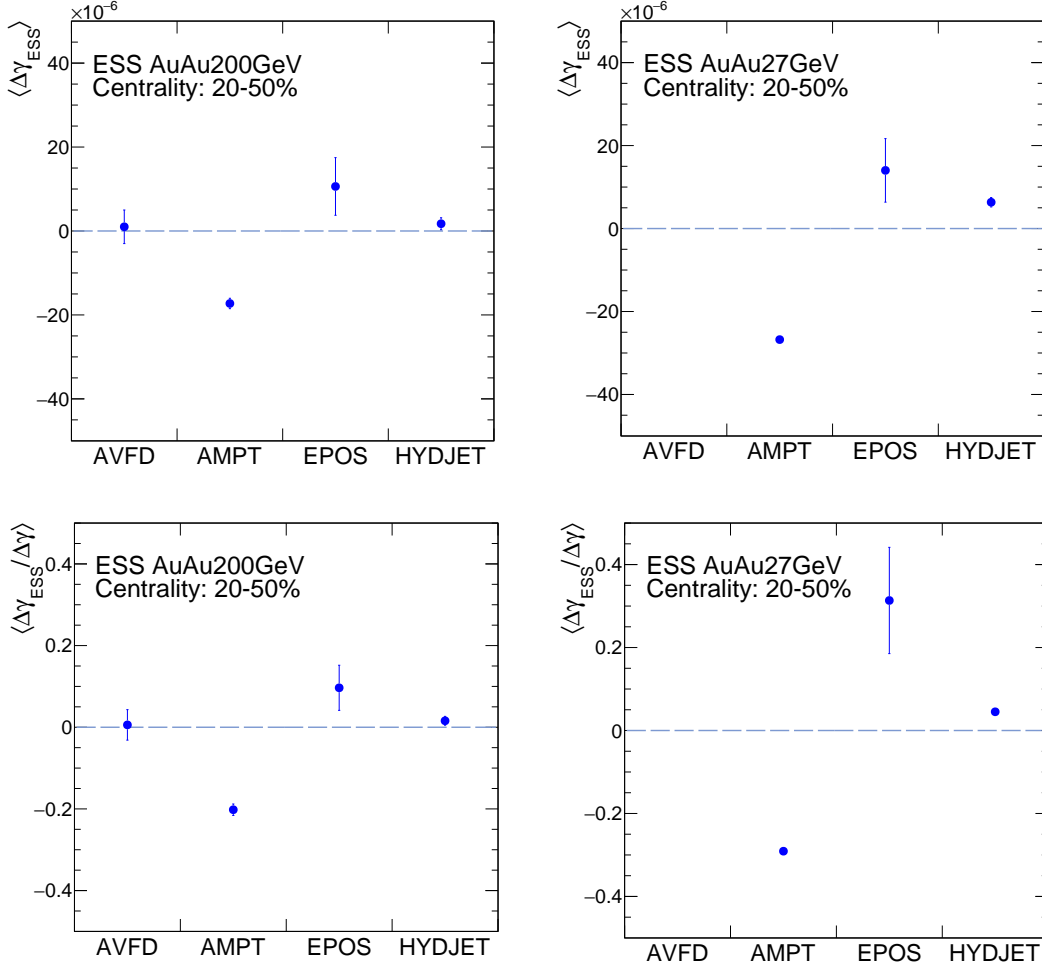 ×10⁻⁶
⟨Δγ_ESS⟩
ESS AuAu200GeV
Centrality: 20-50%
40
20
0
−20
−40
AVFD AMPT EPOS HYDJET
×10⁻⁶
⟨Δγ_ESS⟩
ESS AuAu27GeV
Centrality: 20-50%
40
20
0
−20
−40
AVFD AMPT EPOS HYDJET
⟨Δγ_ESS/Δγ⟩
ESS AuAu200GeV
Centrality: 20-50%
0.4
0.2
0
−0.2
−0.4
AVFD AMPT EPOS HYDJET
⟨Δγ_ESS/Δγ⟩
ESS AuAu27GeV
Centrality: 20-50%
0.4
0.2
0
−0.2
−0.4
AVFD AMPT EPOS HYDJET